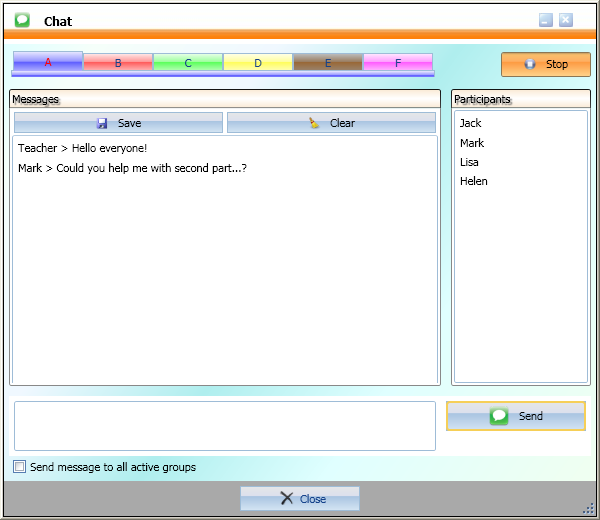 Chat
A B C D E F
Stop
Messages
Participants
Save Clear
Teacher > Hello everyone!
Mark > Could you help me with second part...?
Jack
Mark
Lisa
Helen
Send
Send message to all active groups
Close